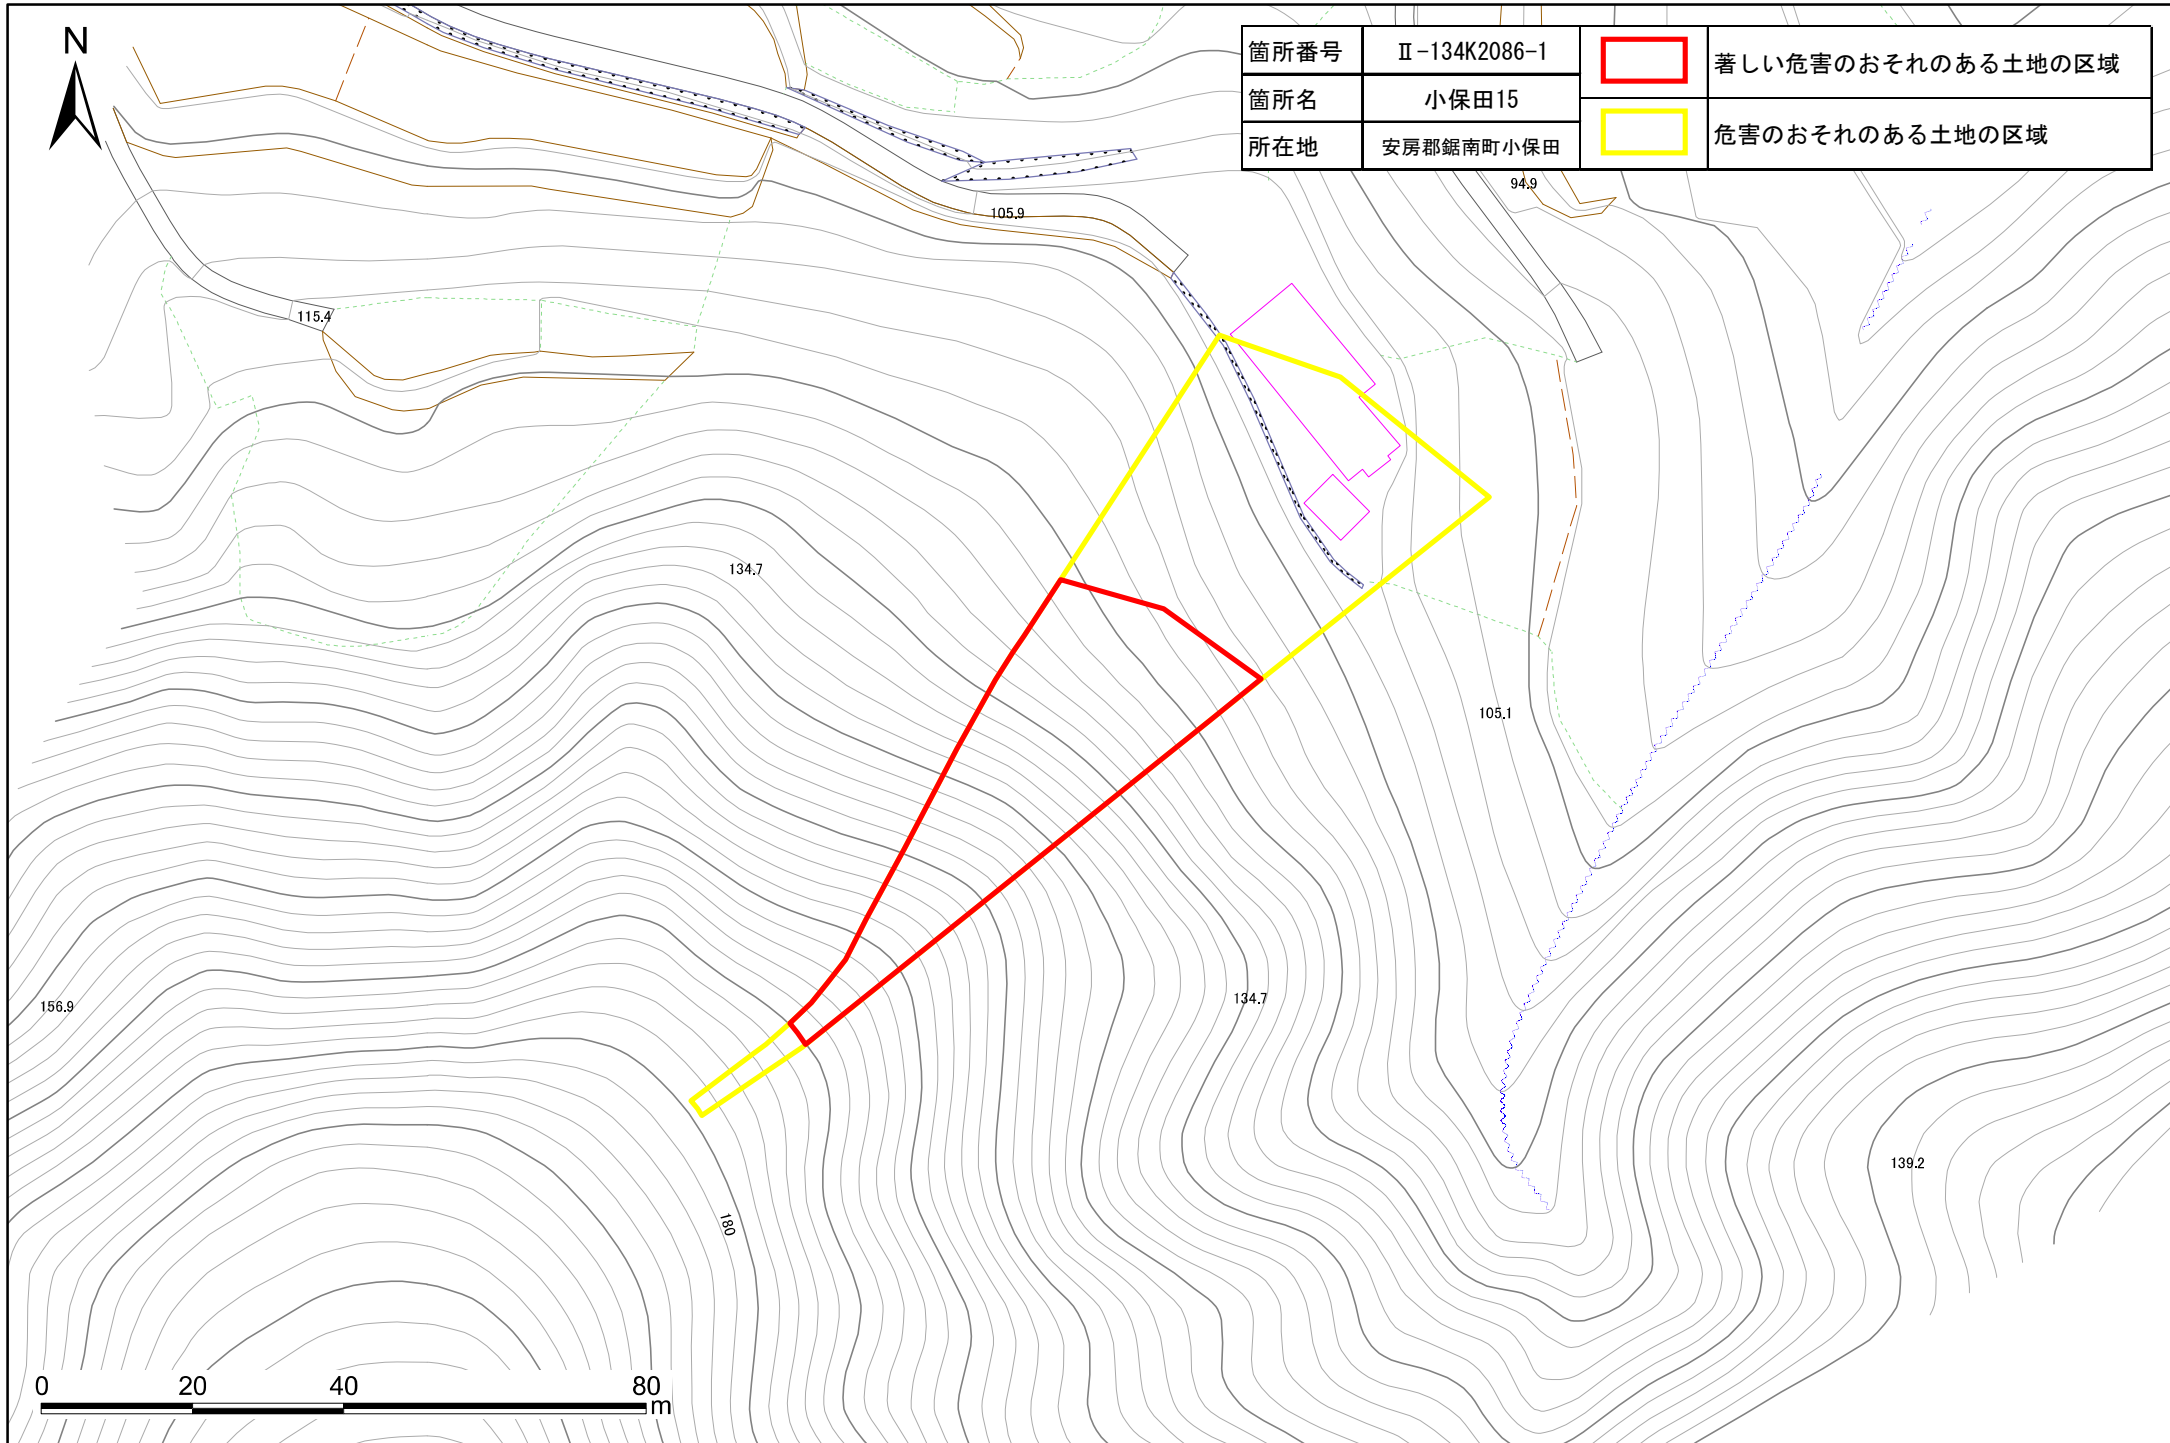 N
箇所番号 Ⅱ-134K2086-1
箇所名 小保田15
所在地 安房郡鋸南町小保田
著しい危害のおそれのある土地の区域
危害のおそれのある土地の区域
94.9
105.9
115.4
134.7
105.1
156.9
134.7
139.2
180
0 20 40 80
m